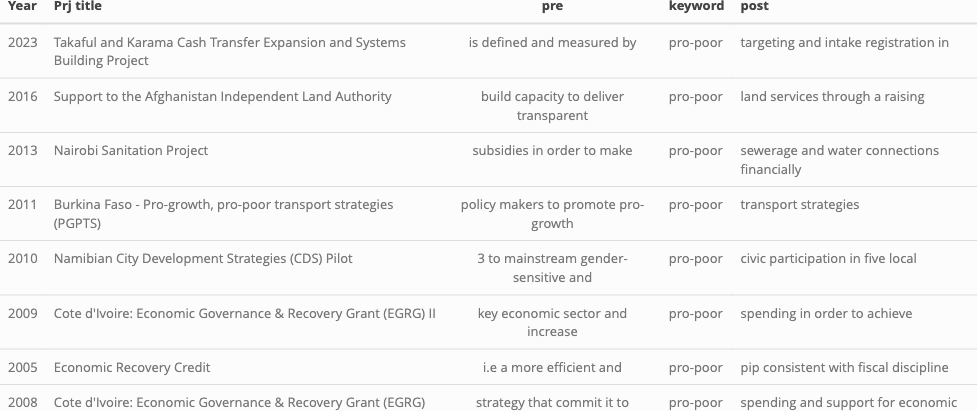 Year Prj title pre keyword post
2023 Takaful and Karama Cash Transfer Expansion and Systems is defined and measured by pro-poor targeting and intake registration in
Building Project
2016 Support to the Afghanistan Independent Land Authority build capacity to deliver pro-poor land services through a raising
transparent
2013 Nairobi Sanitation Project subsidies in order to make pro-poor sewerage and water connections
financially
2011 Burkina Faso - Pro-growth, pro-poor transport strategies policy makers to promote pro- pro-poor transport strategies
(PGPTS) growth
2010 Namibian City Development Strategies (CDS) Pilot 3 to mainstream gender- pro-poor civic participation in five local
sensitive and
2009 Cote d'Ivoire: Economic Governance & Recovery Grant (EGRG) II key economic sector and pro-poor spending in order to achieve
increase
2005 Economic Recovery Credit i.e a more efficient and pro-poor pip consistent with fiscal discipline
2008 Cote d'Ivoire: Economic Governance & Recovery Grant (EGRG) strategy that commit it to pro-poor spending and support for economic